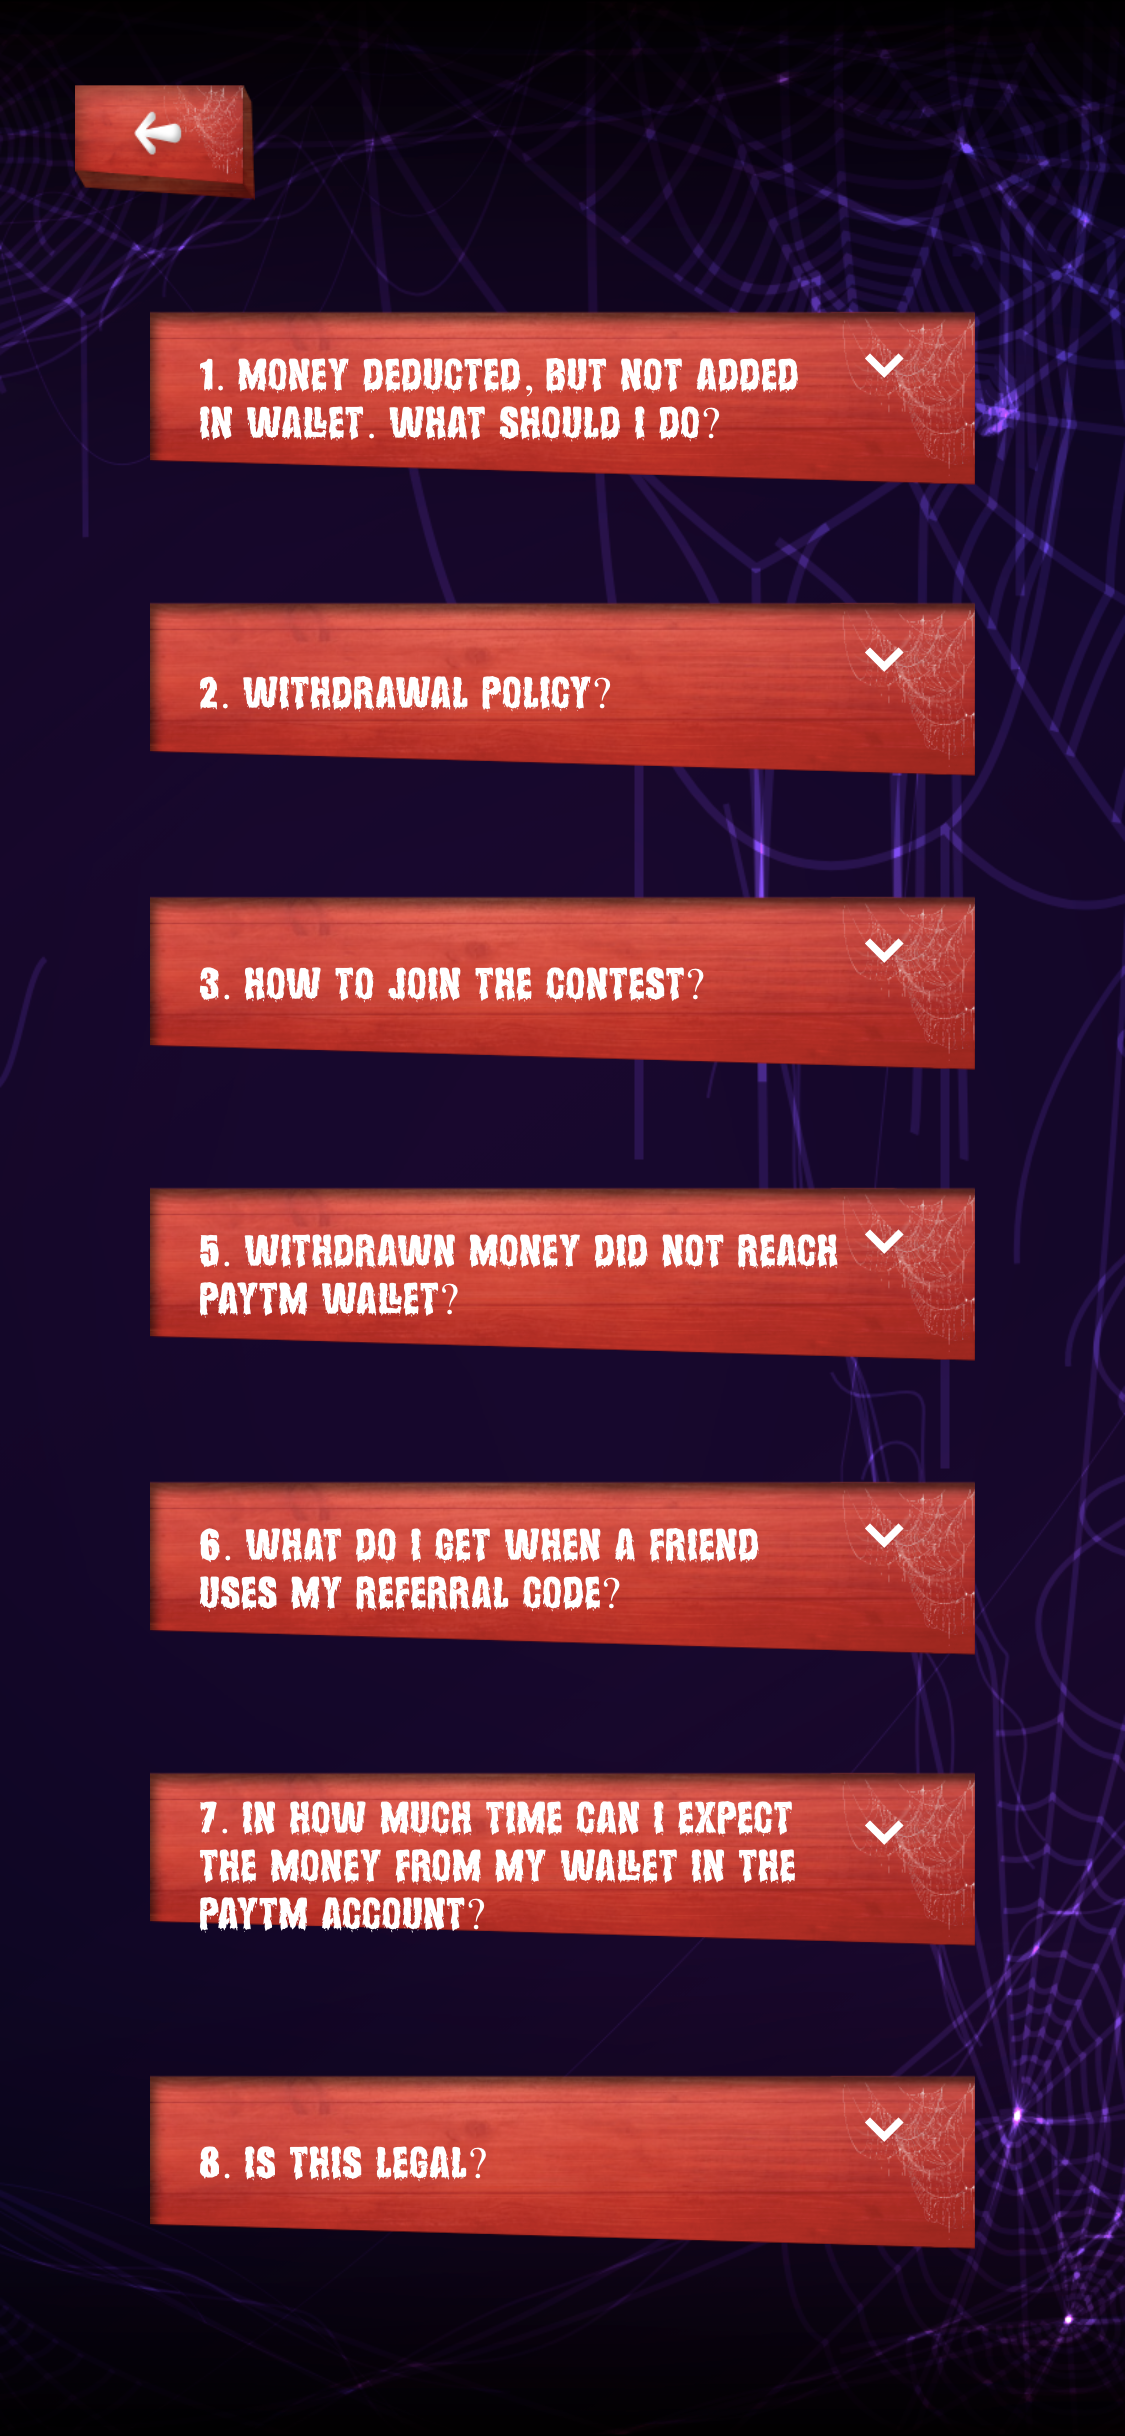 1. MONEY DEDUCTED, BUT NOT ADDED
IN WALLET. WHAT SHOULD I DO?
2. WITHDRAWAL POLICY?
3. HOW TO JOIN THE CONTEST?
5. WITHDRAWN MONEY DID NOT REACH
PAYTM WALLET?
6. WHAT DO I GET WHEN A FRIEND
USES MY REFERRAL CODE?
7. IN HOW MUCH TIME CAN I EXPECT
THE MONEY FROM MY WALLET IN THE
PAYTM ACCOUNT?
8. IS THIS LEGAL?